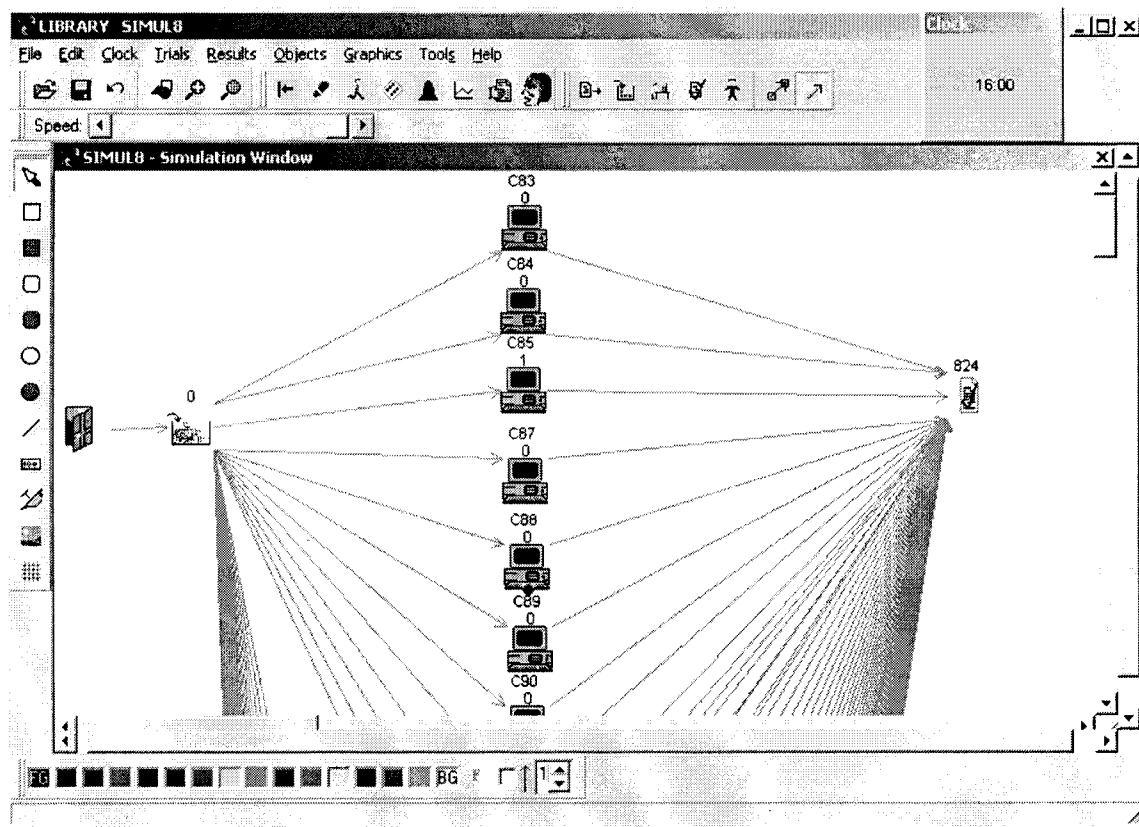 LIBRARY SIMUL8
Clock
File Edit Clock Trials Results Objects Graphics Tools Help
16:00
Speed:
SIMUL8 - Simulation Window
C83
0
C84
0
C85
1
824
0
C87
0
C88
0
C89
0
C90
0
FG
BG
1